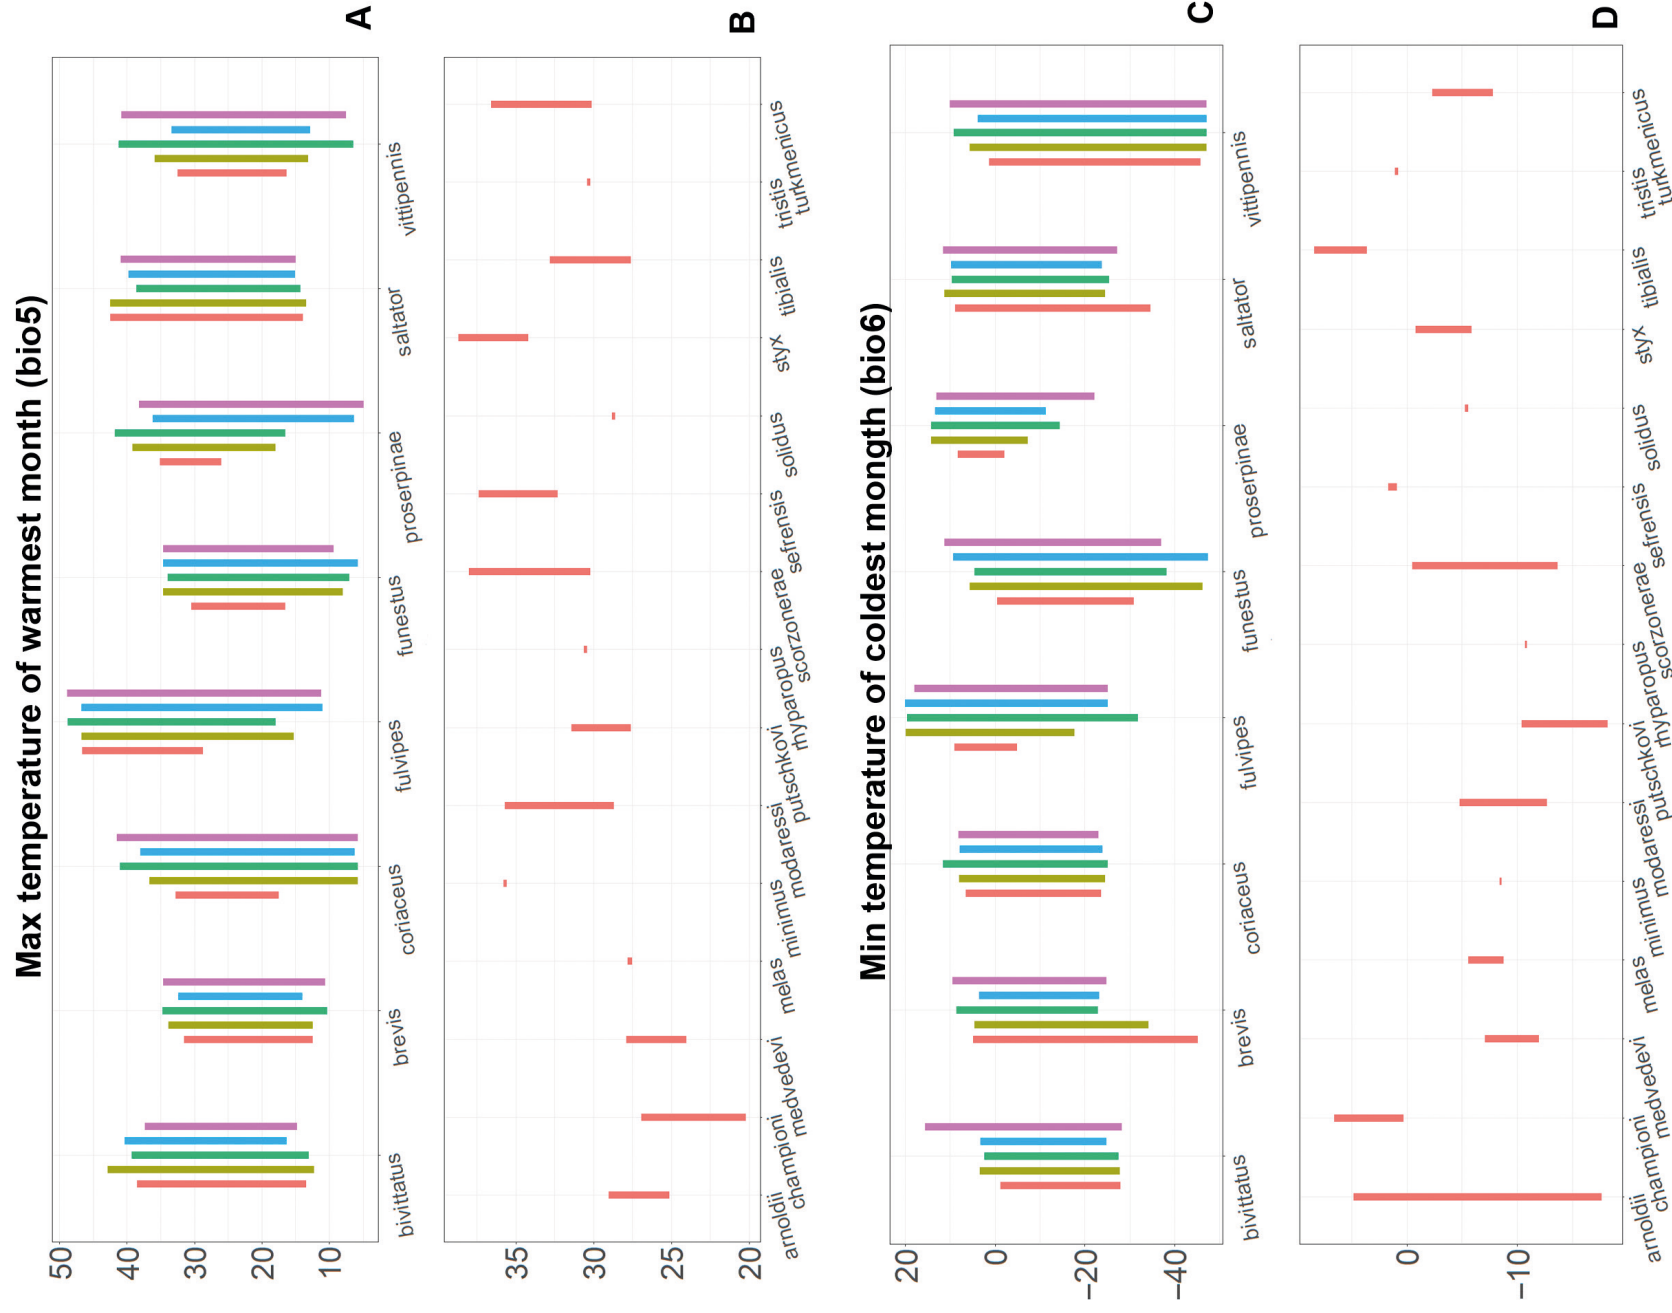 Max temperature of warmest month (bio5)
A
50
40
30
20
10
bivittatus
brevis
coriaceus
fulvipes
funestus
proserpinae
saltator
vittipennis
B
35
30
25
20
arnoldii
championi
medvedevi
melas
minimus
modaressi
putschkovi
rhyparopus
scorzonerae
sefrensis
solidus
styx
tibialis
tristis
turkmenicus
Min temperature of coldest mongth (bio6)
C
20
0
−20
−40
bivittatus
brevis
coriaceus
fulvipes
funestus
proserpinae
saltator
vittipennis
D
0
−10
arnoldii
championi
medvedevi
melas
minimus
modaressi
putschkovi
rhyparopus
scorzonerae
sefrensis
solidus
styx
tibialis
tristis
turkmenicus